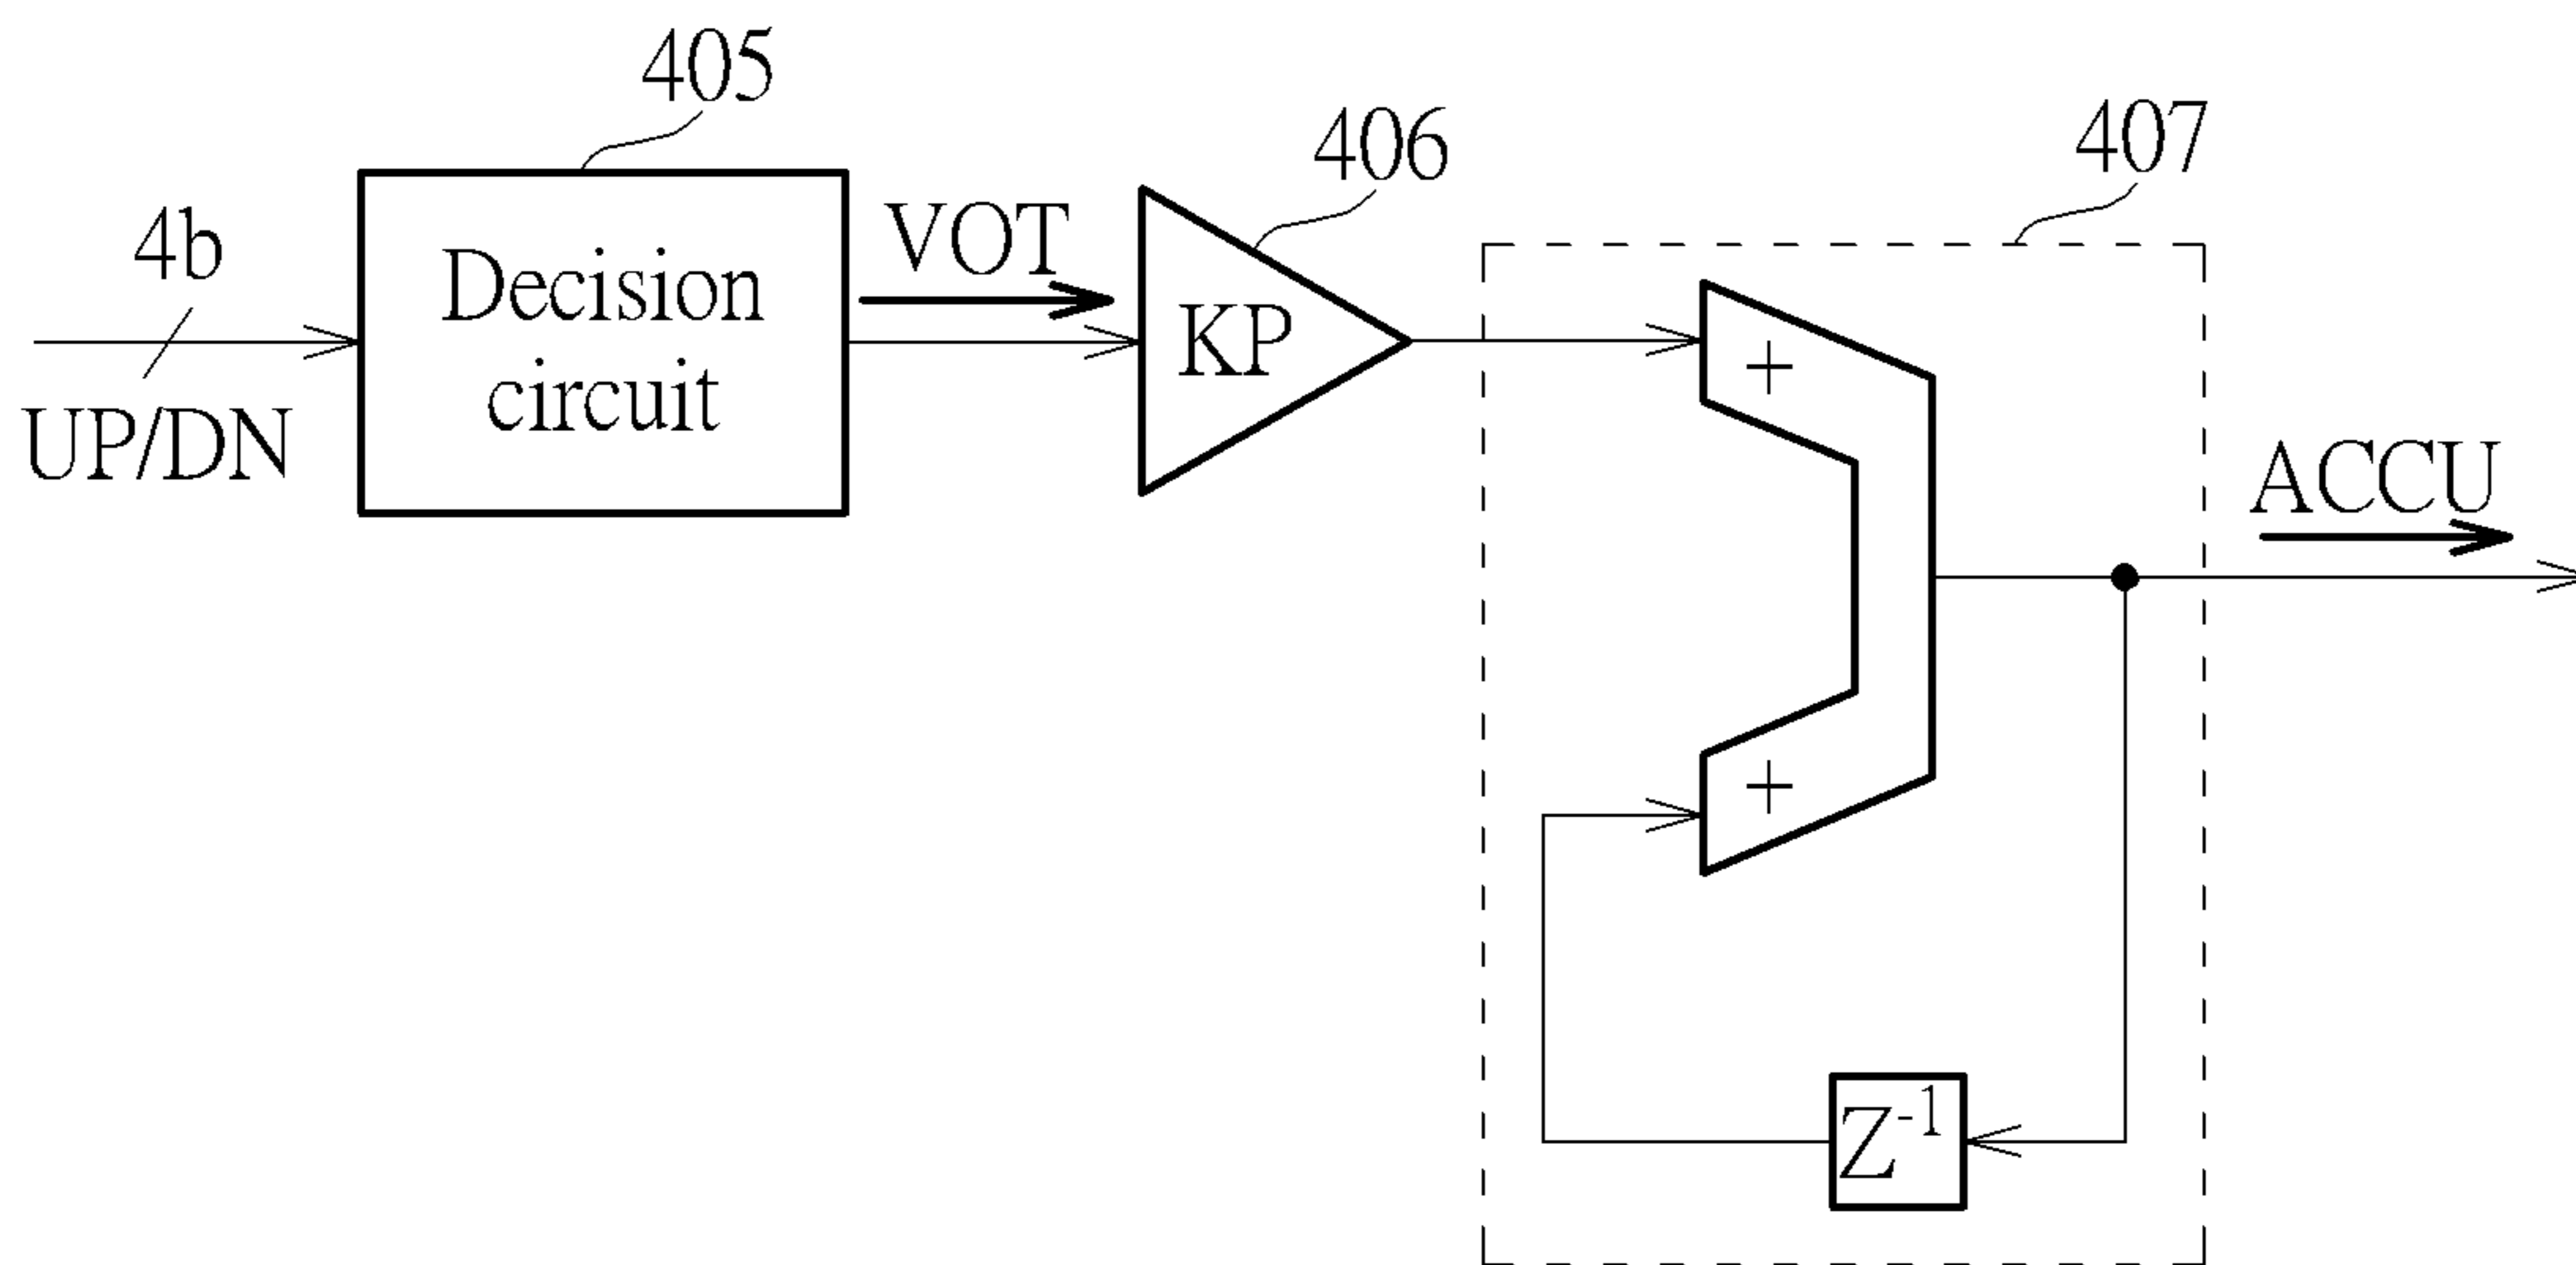 405
406
407
4b
UP/DN
Decision
circuit
VOT
KP
+
+
Z-1
ACCU